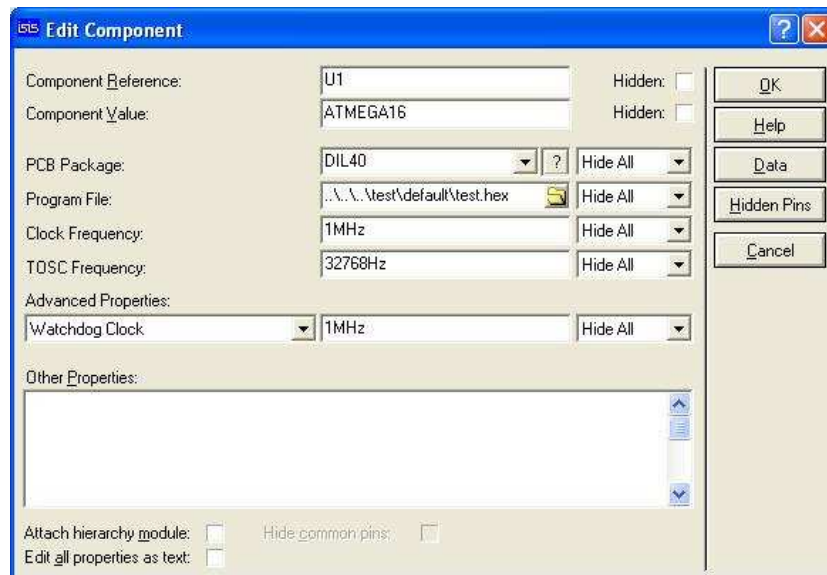 isis Edit Component
Component Reference: U1 Hidden: OK
Component Value: ATMEGA16 Hidden: Help
PCB Package: DIL40 ? Hide All Data
Program File: ..\..\..\test\default\test.hex Hide All Hidden Pins
Clock Frequency: 1MHz Hide All
TOSC Frequency: 32768Hz Hide All Cancel
Advanced Properties:
Watchdog Clock 1MHz Hide All
Other Properties:
Attach hierarchy module: Hide common pins:
Edit all properties as text: